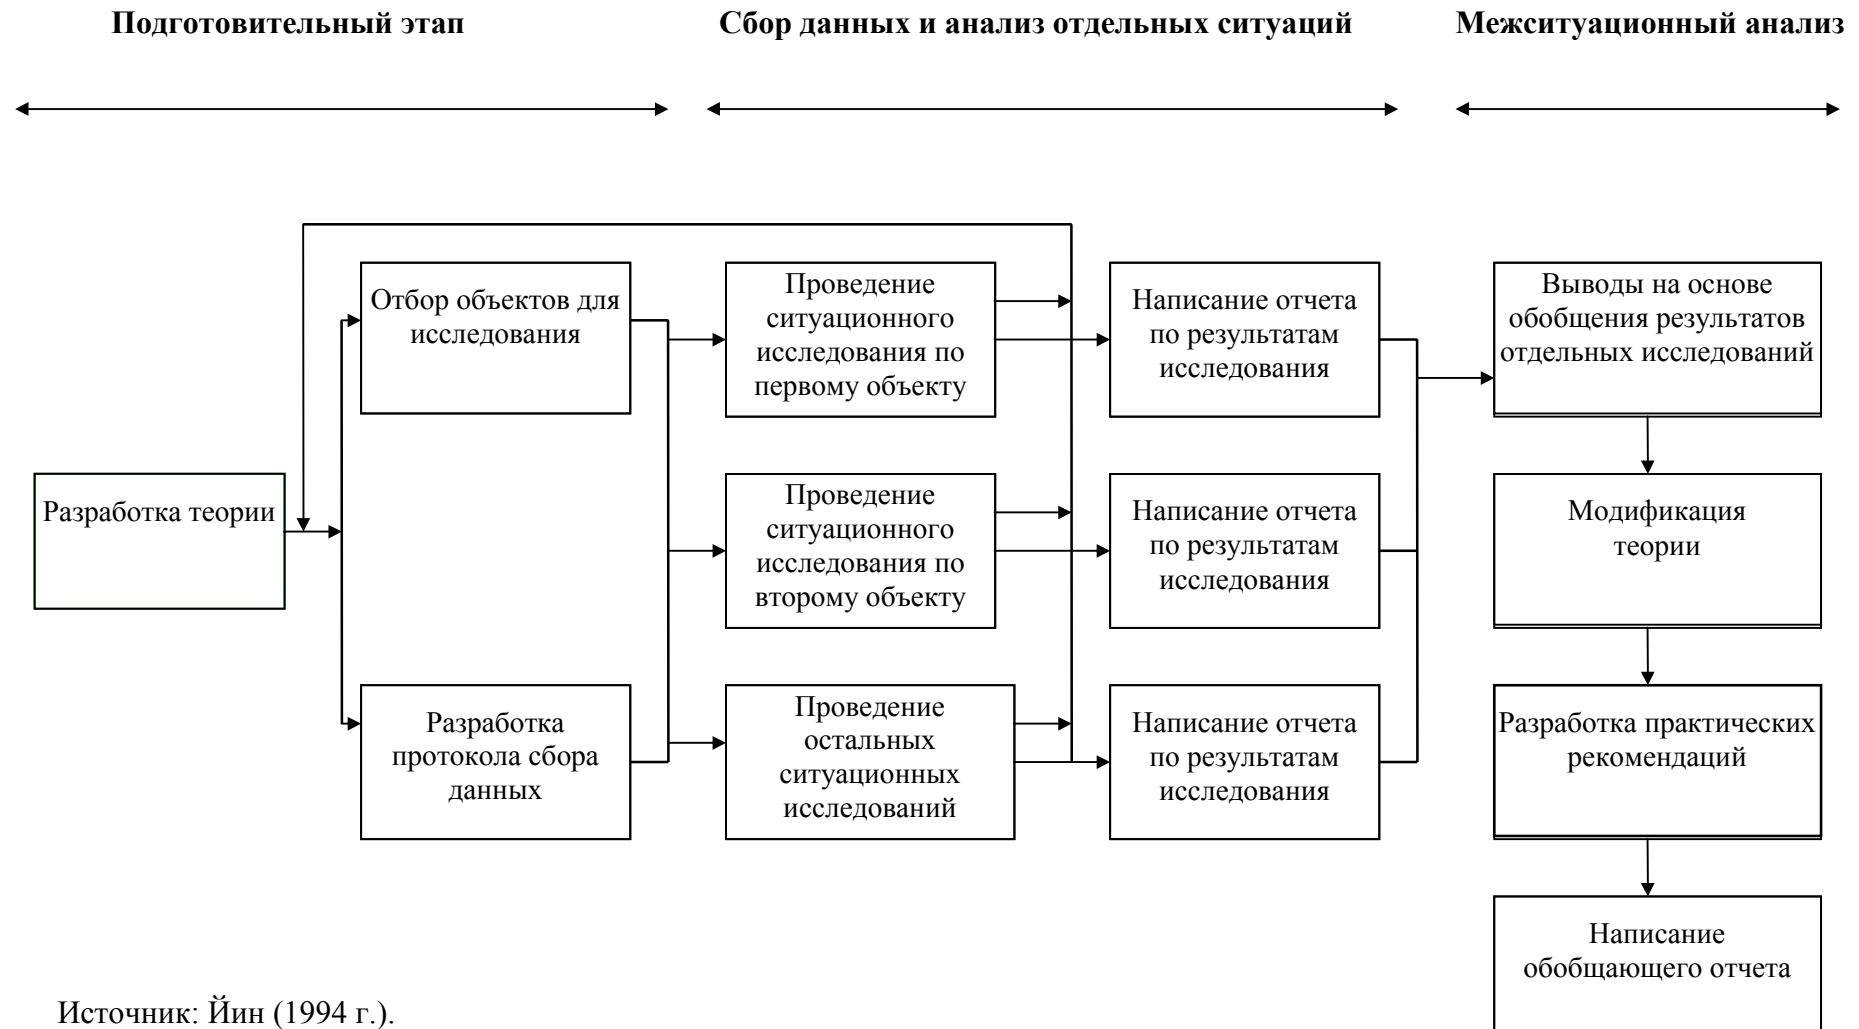 Подготовительный этап
Сбор данных и анализ отдельных ситуаций
Межситуационный анализ
Разработка теории
Отбор объектов для
исследования
Разработка
протокола сбора
данных
Проведение
ситуационного
исследования по
первому объекту
Проведение
ситуационного
исследования по
второму объекту
Проведение
остальных
ситуационных
исследований
Написание отчета
по результатам
исследования
Написание отчета
по результатам
исследования
Написание отчета
по результатам
исследования
Выводы на основе
обобщения результатов
отдельных исследований
Модификация
теории
Разработка практических
рекомендаций
Написание
обобщающего отчета
Источник: Йин (1994 г.).